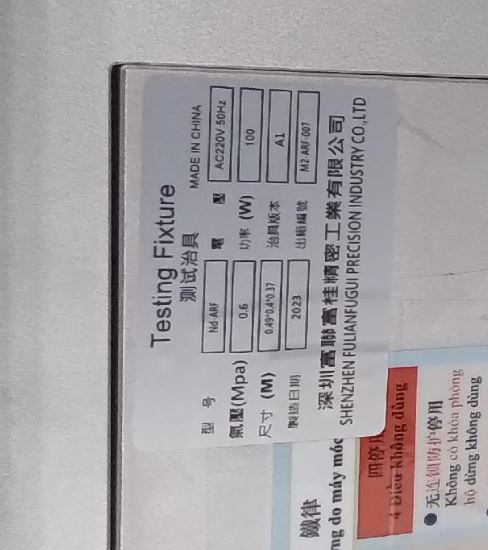 Testing Fixture
测试治具
MADE IN CHINA
型 号 Nd-ARF 電 壓 AC220V 50Hz
氣壓(Mpa) 0.6 功率 (W) 100
尺寸 (M) 0.49*0.4*0.37 治具版本 A1
製造日期 2023 出廠編號 M2 ARF-007
深圳富聯富桂精密工業有限公司
SHENZHEN FULIANFUGUI PRECISION INDUSTRY CO.,LTD
鐵律
ng do máy móc
四停用
4 Điều không dùng
●无连锁防护停用
Không có khóa phòng
hộ dừng không dùng